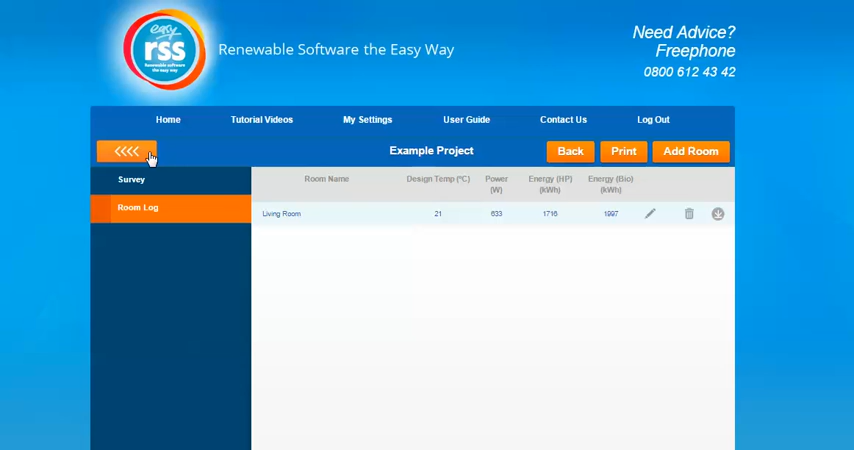 easy
rss
Renewable software
the easy way
Renewable Software the Easy Way
Need Advice?
Freephone
0800 612 43 42
Home Tutorial Videos My Settings User Guide Contact Us Log Out
<<<< Example Project Back Print Add Room
Survey
Room Log
Room Name Design Temp (°C) Power (W) Energy (HP) (kWh) Energy (Bio) (kWh)
Living Room 21 633 1716 1997